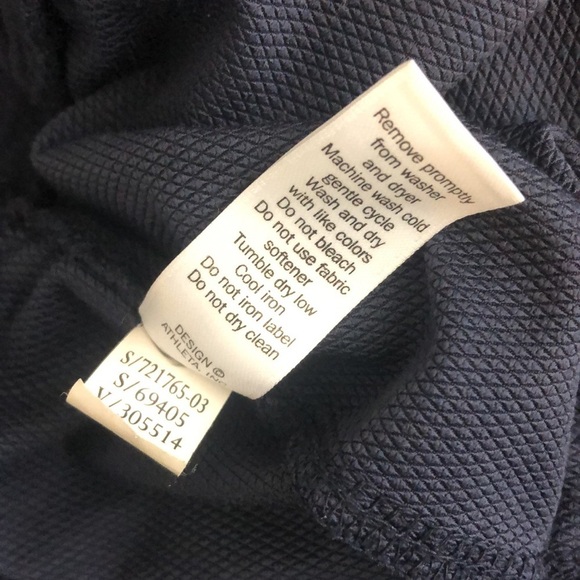 Remove promptly
from washer
and dryer
Machine wash cold
gentle cycle
Wash and dry
with like colors
Do not bleach
Do not use fabric
softener
Tumble dry low
Cool iron
Do not iron label
Do not dry clean
DESIGN ©
ATHLETA, INC
S/721765-03
S/69405
V/305514